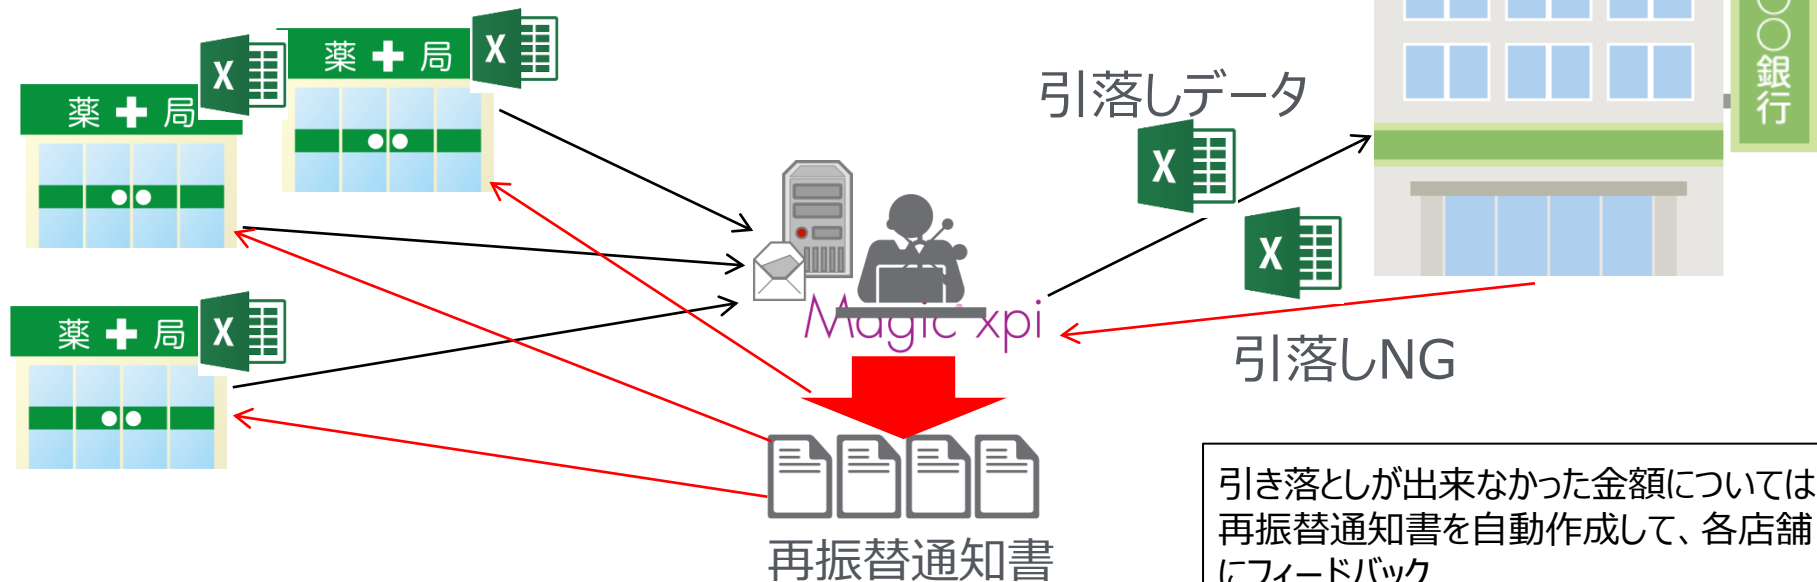 薬 局
薬 局
薬 局
X
X
X
引落しデータ
X
X
〇〇銀行
Magic xpi
引落しNG
再振替通知書
引き落としが出来なかった金額については
再振替通知書を自動作成して、各店舗
にフィードバック